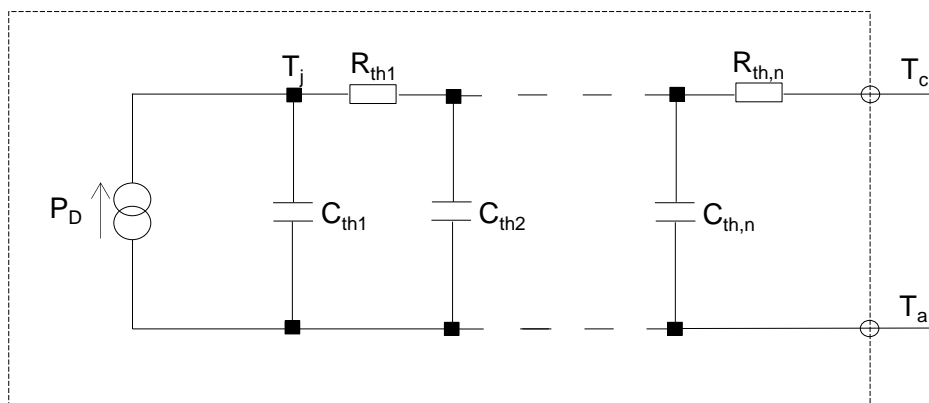 T_j R_th1 R_th,n T_c
P_D C_th1 C_th2 C_th,n
T_a